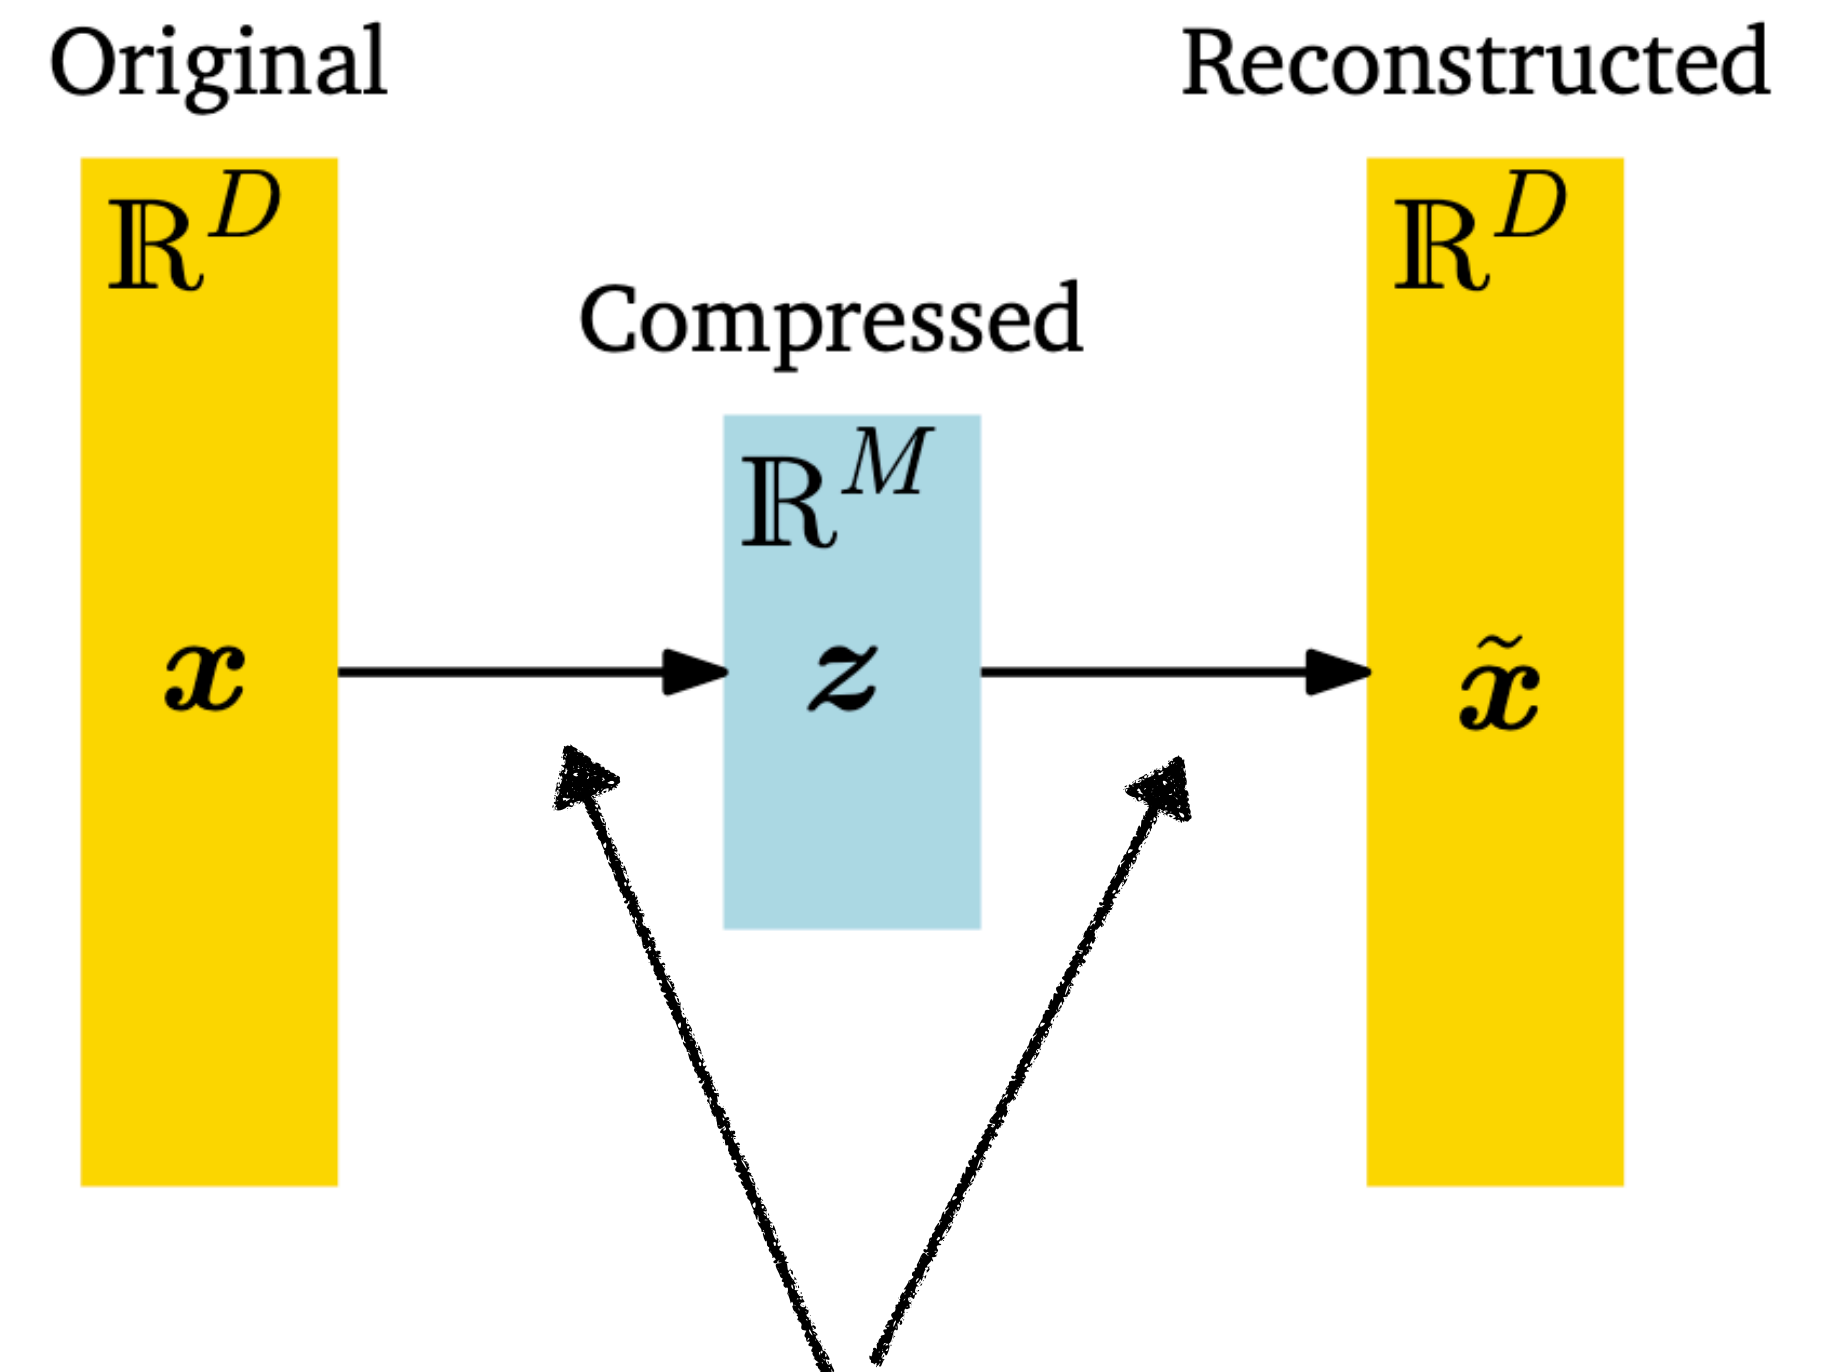 Original
Reconstructed
ℝ^D
ℝ^D
Compressed
ℝ^M
x
z
x̃